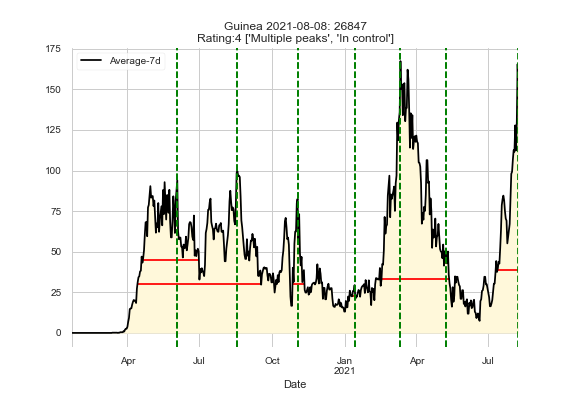 Guinea 2021-08-08: 26847
Rating:4 ['Multiple peaks', 'In control']
175
Average-7d
150
125
100
75
50
25
0
Apr Jul Oct Jan Apr Jul
2021
Date